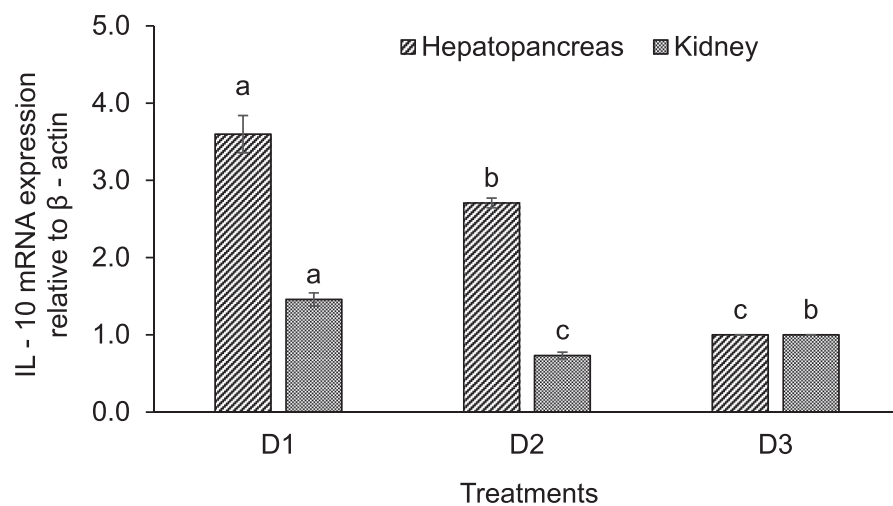 5.0
4.0
3.0
2.0
1.0
0.0
IL - 10 mRNA expression
relative to β - actin
Hepatopancreas Kidney
a
a
b
c
c b
D1 D2 D3
Treatments